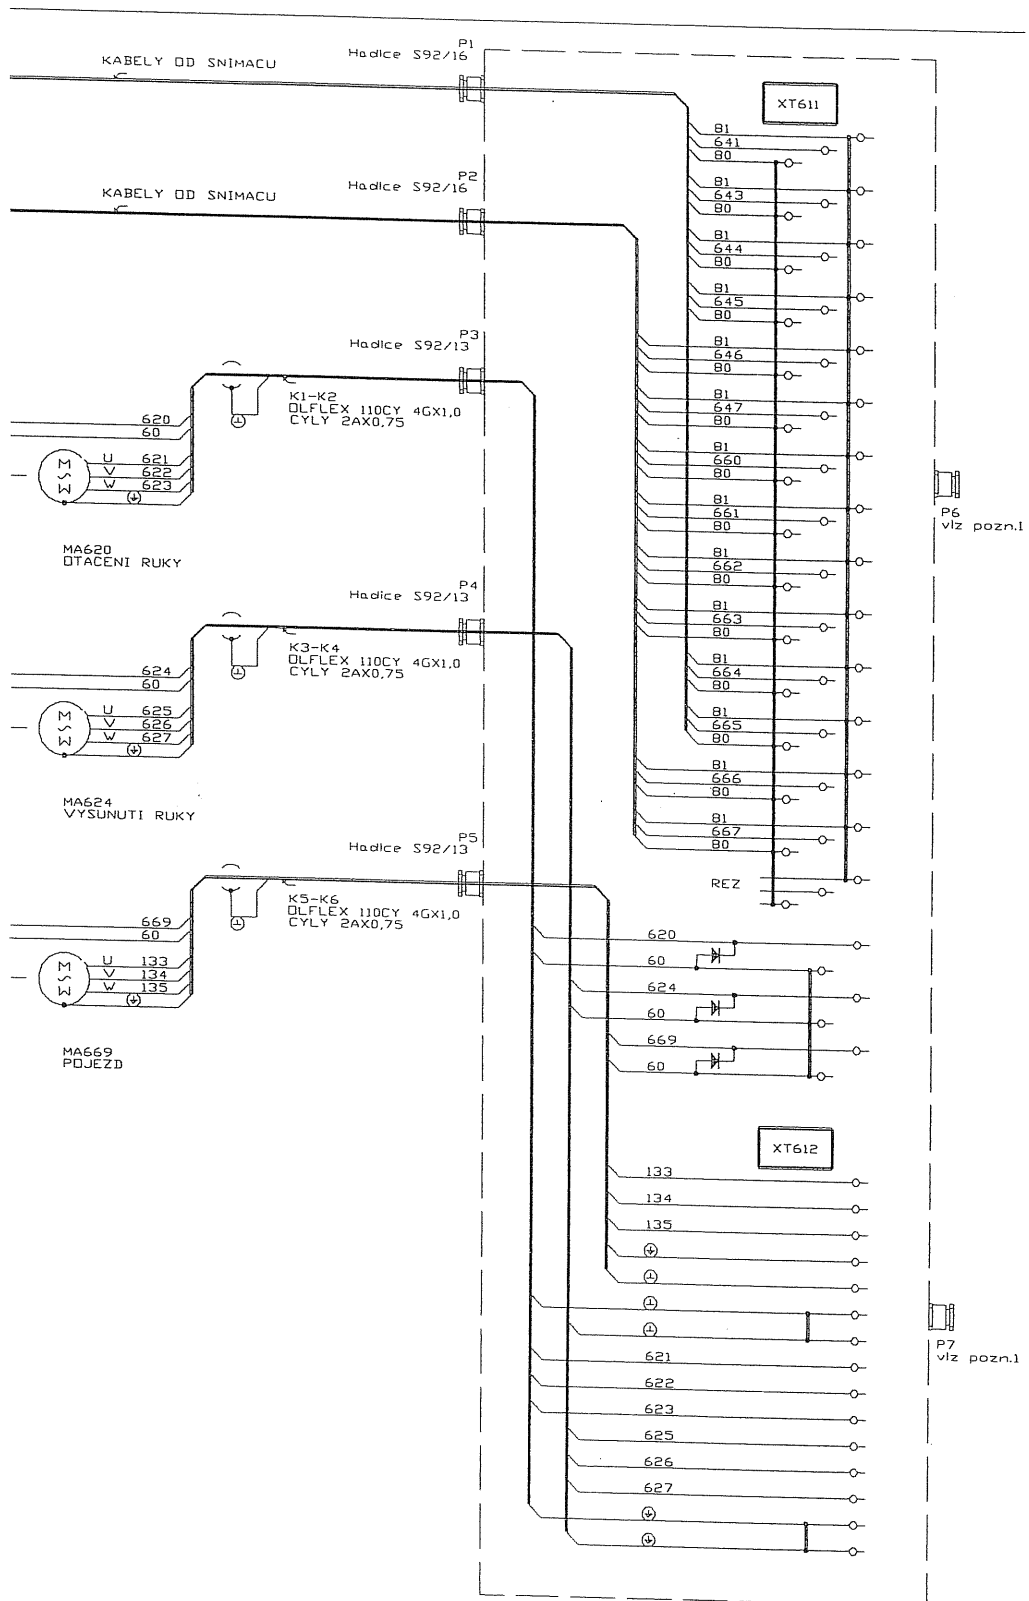 P1
Hadice S92/16
KABELY OD SNIMACU
XT611
81
641
80
P2
Hadice S92/16
KABELY OD SNIMACU
81
643
80
81
644
80
81
645
80
P3
Hadice S92/13
81
646
80
K1-K2
OLFLEX 110CY 4GX1,0
CYLY 2AX0,75
81
647
80
620
60
U 621
V 622
W 623
M
S
3
81
660
80
81
661
80
P6
viz pozn.1
MA620
OTACENI RUKY
81
662
80
P4
Hadice S92/13
81
663
80
K3-K4
OLFLEX 110CY 4GX1,0
CYLY 2AX0,75
81
664
80
624
60
U 625
V 626
W 627
M
S
3
81
665
80
81
666
80
MA624
VYSUNUTI RUKY
81
667
80
P5
Hadice S92/13
REZ
K5-K6
OLFLEX 110CY 4GX1,0
CYLY 2AX0,75
669
60
U 133
V 134
W 135
M
S
3
620
60
624
60
669
60
MA669
POJEZD
XT612
133
134
135
P7
viz pozn.1
621
622
623
625
626
627